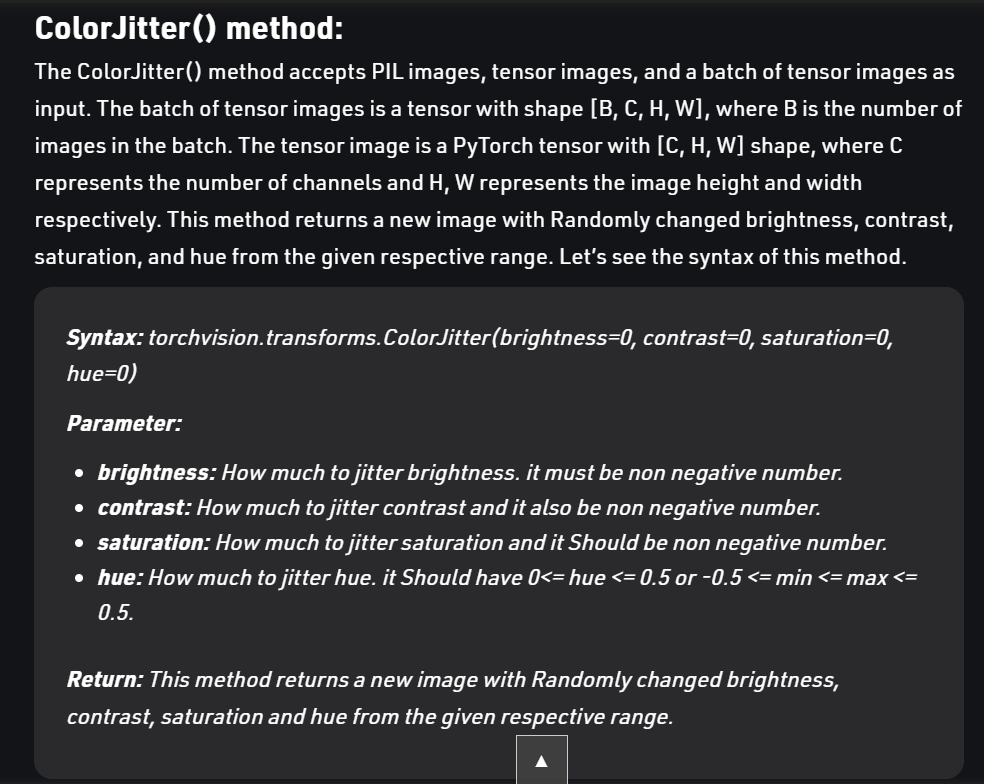 ColorJitter() method:
The ColorJitter() method accepts PIL images, tensor images, and a batch of tensor images as
input. The batch of tensor images is a tensor with shape [B, C, H, W], where B is the number of
images in the batch. The tensor image is a PyTorch tensor with [C, H, W] shape, where C
represents the number of channels and H, W represents the image height and width
respectively. This method returns a new image with Randomly changed brightness, contrast,
saturation, and hue from the given respective range. Let's see the syntax of this method.
Syntax: torchvision.transforms.ColorJitter(brightness=0, contrast=0, saturation=0,
hue=0)
Parameter:
• brightness: How much to jitter brightness. it must be non negative number.
• contrast: How much to jitter contrast and it also be non negative number.
• saturation: How much to jitter saturation and it Should be non negative number.
• hue: How much to jitter hue. it Should have 0<= hue <= 0.5 or -0.5 <= min <= max <=
0.5.
Return: This method returns a new image with Randomly changed brightness,
contrast, saturation and hue from the given respective range.
▲